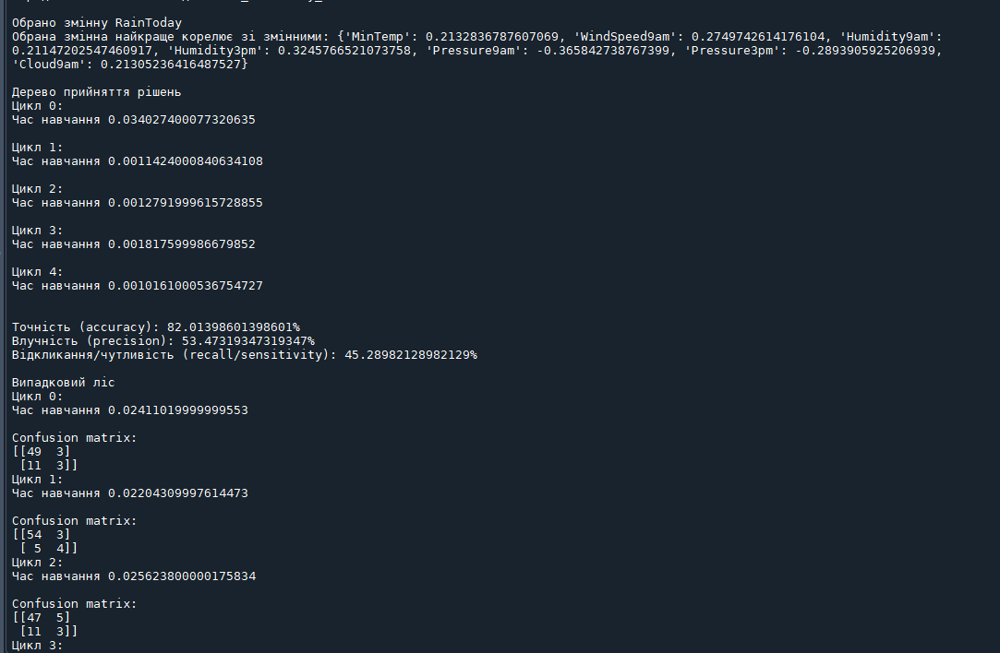 Обрано змінну RainToday
Обрана змінна найкраще корелює зі змінними: {'MinTemp': 0.2132836787607069, 'WindSpeed9am': 0.2749742614176104, 'Humidity9am':
0.21147202547460917, 'Humidity3pm': 0.3245766521073758, 'Pressure9am': -0.365842738767399, 'Pressure3pm': -0.2893905925206939,
'Cloud9am': 0.21305236416487527}
Дерево прийняття рішень
Цикл 0:
Час навчання 0.034027400077320635
Цикл 1:
Час навчання 0.0011424000840634108
Цикл 2:
Час навчання 0.0012791999615728855
Цикл 3:
Час навчання 0.001817599986679852
Цикл 4:
Час навчання 0.0010161000536754727
Точність (accuracy): 82.01398601398601%
Влучність (precision): 53.47319347319347%
Відкликання/чутливість (recall/sensitivity): 45.28982128982129%
Випадковий ліс
Цикл 0:
Час навчання 0.02411019999999553
Confusion matrix:
[[49  3]
[11  3]]
Цикл 1:
Час навчання 0.02204309997614473
Confusion matrix:
[[54  3]
[ 5  4]]
Цикл 2:
Час навчання 0.025623800000175834
Confusion matrix:
[[47  5]
[11  3]]
Цикл 3: